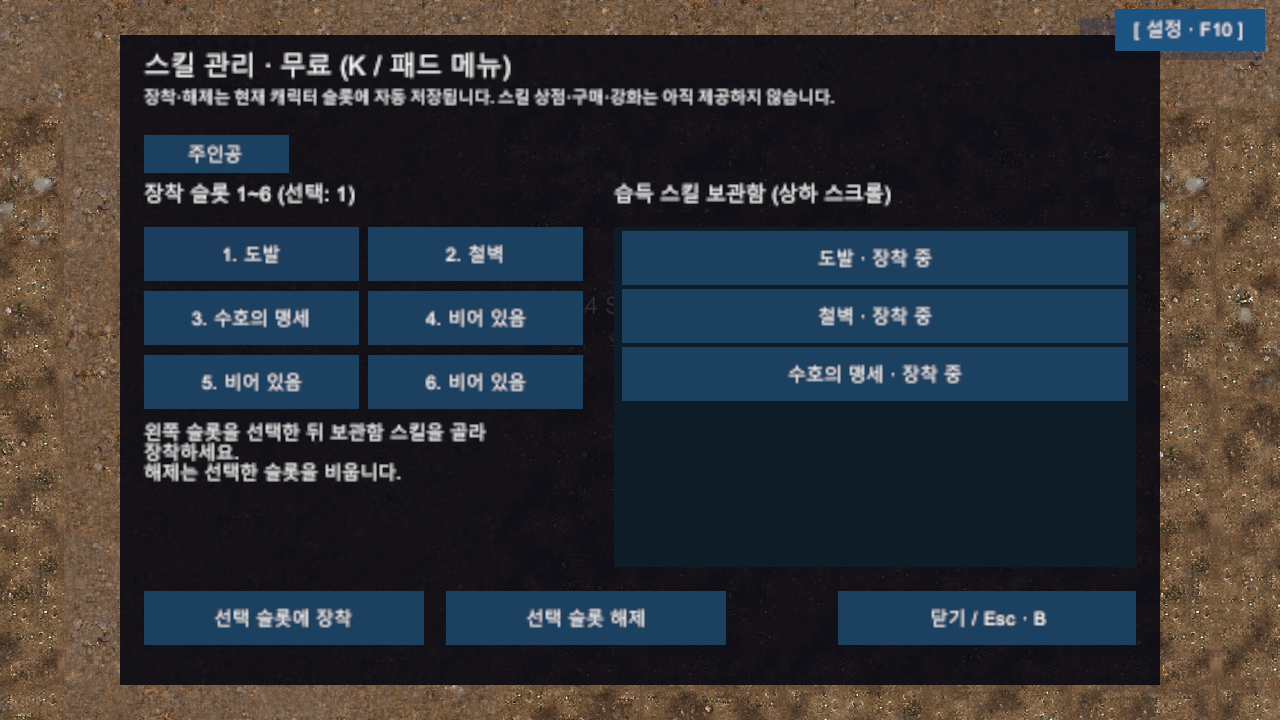 [ 설정 · F10 ]
스킬 관리 · 무료 (K / 패드 메뉴)
장착·해제는 현재 캐릭터 슬롯에 자동 저장됩니다. 스킬 상점·구매·강화는 아직 제공하지 않습니다.
주인공
장착 슬롯 1~6 (선택: 1)
습득 스킬 보관함 (상하 스크롤)
1. 도발
2. 철벽
3. 수호의 맹세
4. 비어 있음
5. 비어 있음
6. 비어 있음
도발 · 장착 중
철벽 · 장착 중
수호의 맹세 · 장착 중
왼쪽 슬롯을 선택한 뒤 보관함 스킬을 골라
장착하세요.
해제는 선택한 슬롯을 비웁니다.
선택 슬롯에 장착
선택 슬롯 해제
닫기 / Esc · B